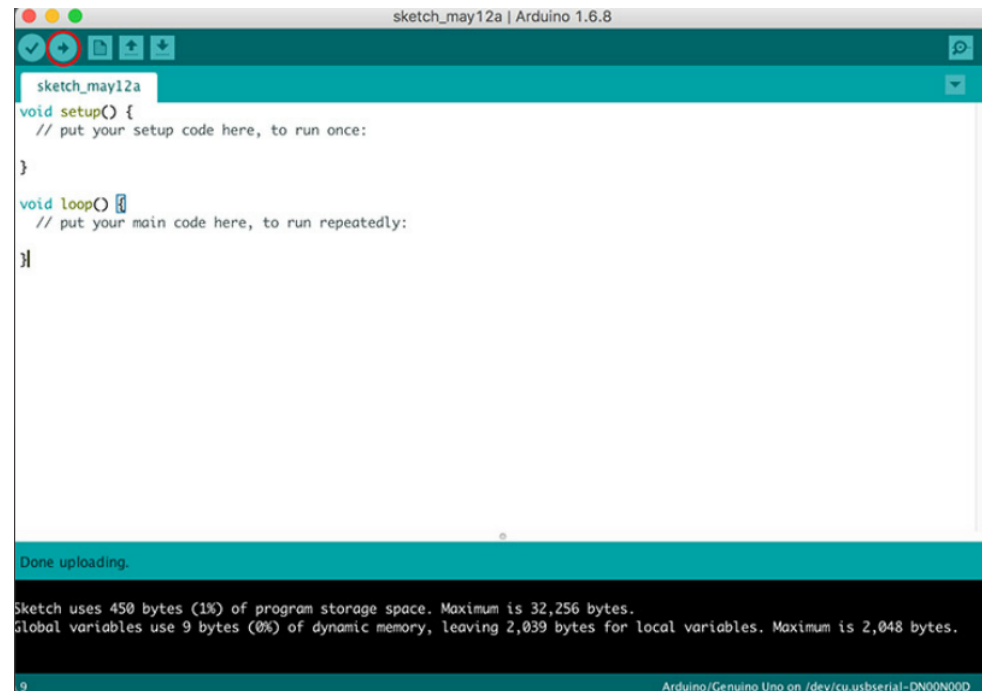 sketch_may12a | Arduino 1.6.8
sketch_may12a
void setup() {
  // put your setup code here, to run once:
}
void loop() {
  // put your main code here, to run repeatedly:
}
Done uploading.
Sketch uses 450 bytes (1%) of program storage space. Maximum is 32,256 bytes.
Global variables use 9 bytes (0%) of dynamic memory, leaving 2,039 bytes for local variables. Maximum is 2,048 bytes.
9
Arduino/Genuino Uno on /dev/cu.usbserial-DN00N00D